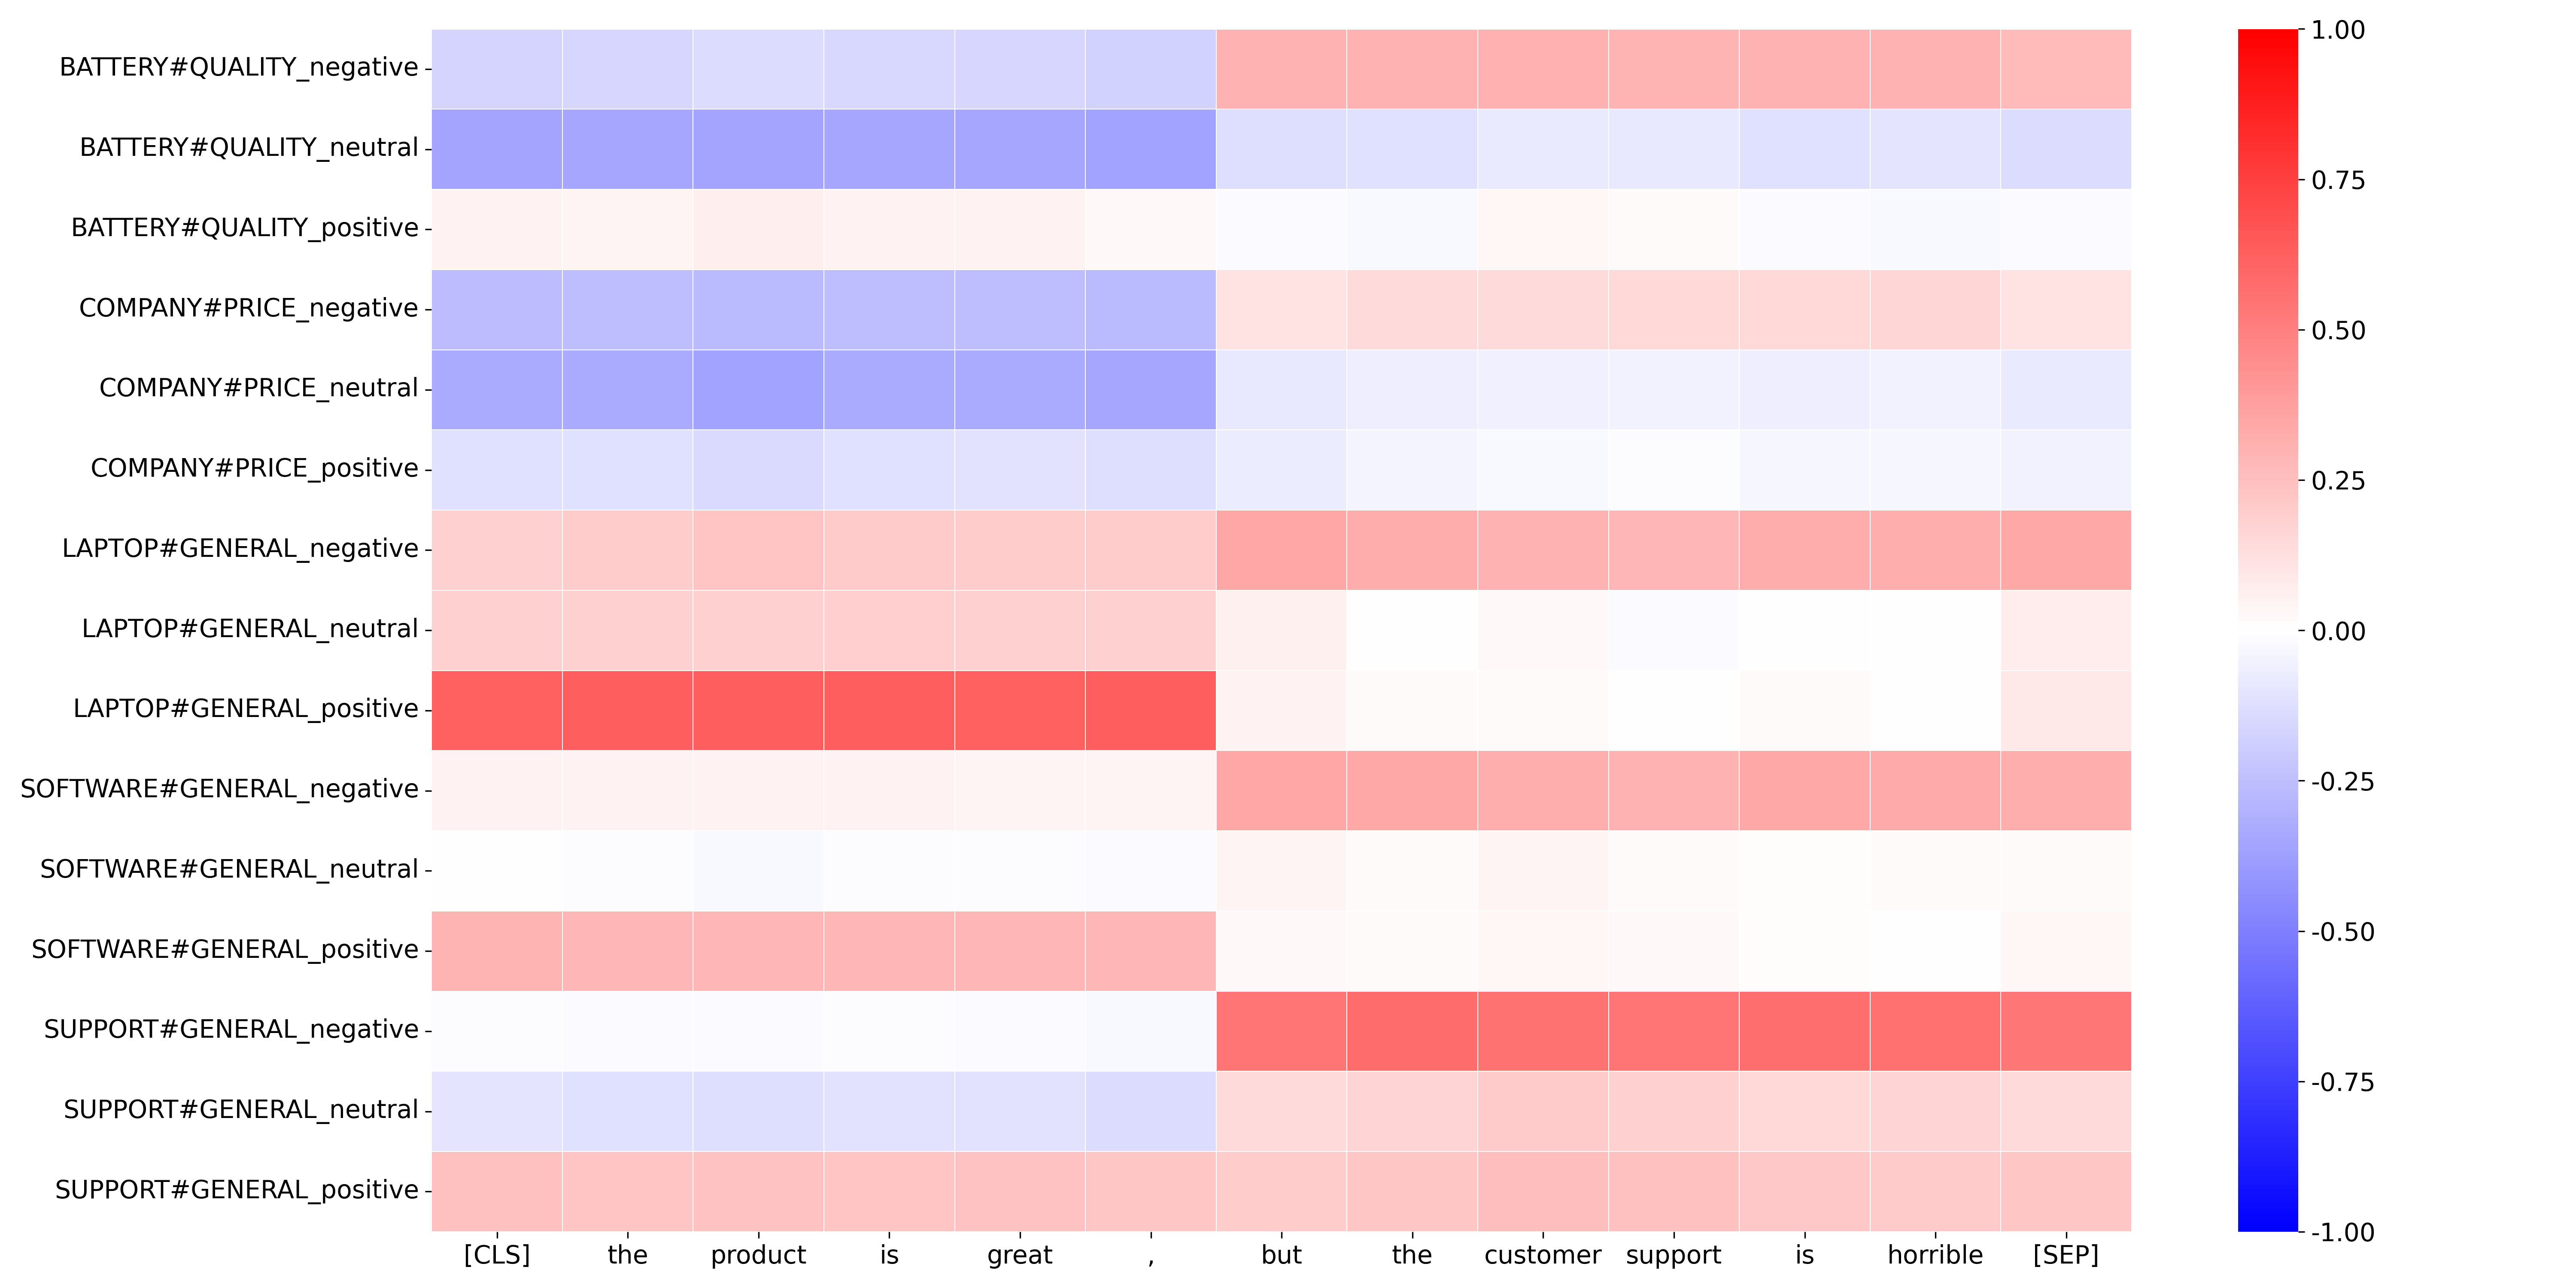 BATTERY#QUALITY_negative
BATTERY#QUALITY_neutral
BATTERY#QUALITY_positive
COMPANY#PRICE_negative
COMPANY#PRICE_neutral
COMPANY#PRICE_positive
LAPTOP#GENERAL_negative
LAPTOP#GENERAL_neutral
LAPTOP#GENERAL_positive
SOFTWARE#GENERAL_negative
SOFTWARE#GENERAL_neutral
SOFTWARE#GENERAL_positive
SUPPORT#GENERAL_negative
SUPPORT#GENERAL_neutral
SUPPORT#GENERAL_positive
[CLS] the product is great , but the customer support is horrible [SEP]
1.00
0.75
0.50
0.25
0.00
-0.25
-0.50
-0.75
-1.00